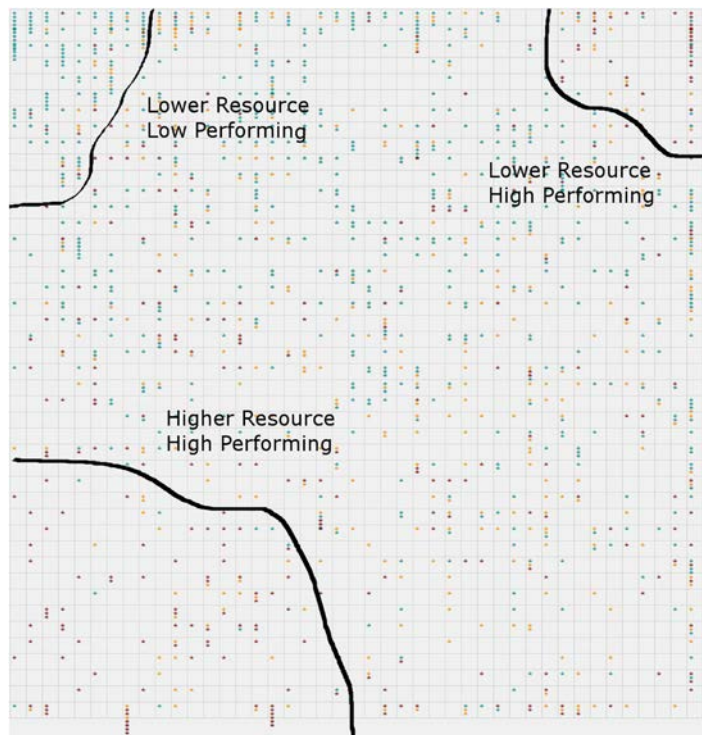 Lower Resource
Low Performing
Lower Resource
High Performing
Higher Resource
High Performing